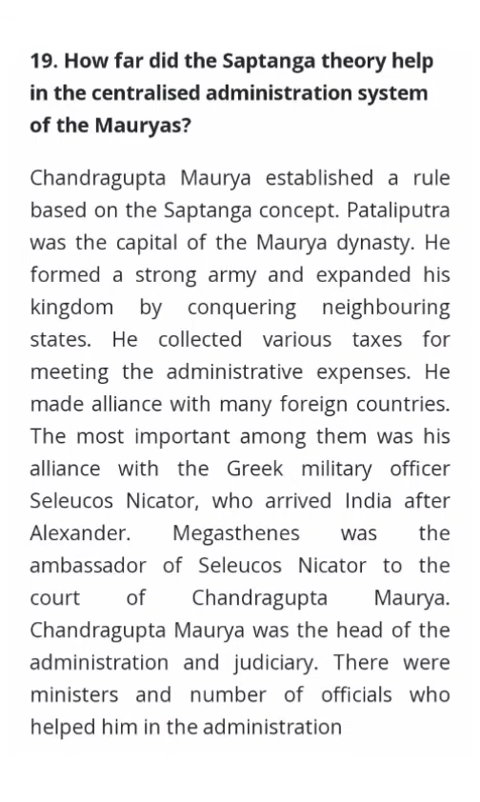 19. How far did the Saptanga theory help
in the centralised administration system
of the Mauryas?
Chandragupta Maurya established a rule
based on the Saptanga concept. Pataliputra
was the capital of the Maurya dynasty. He
formed a strong army and expanded his
kingdom by conquering neighbouring
states. He collected various taxes for
meeting the administrative expenses. He
made alliance with many foreign countries.
The most important among them was his
alliance with the Greek military officer
Seleucos Nicator, who arrived India after
Alexander. Megasthenes was the
ambassador of Seleucos Nicator to the
court of Chandragupta Maurya.
Chandragupta Maurya was the head of the
administration and judiciary. There were
ministers and number of officials who
helped him in the administration